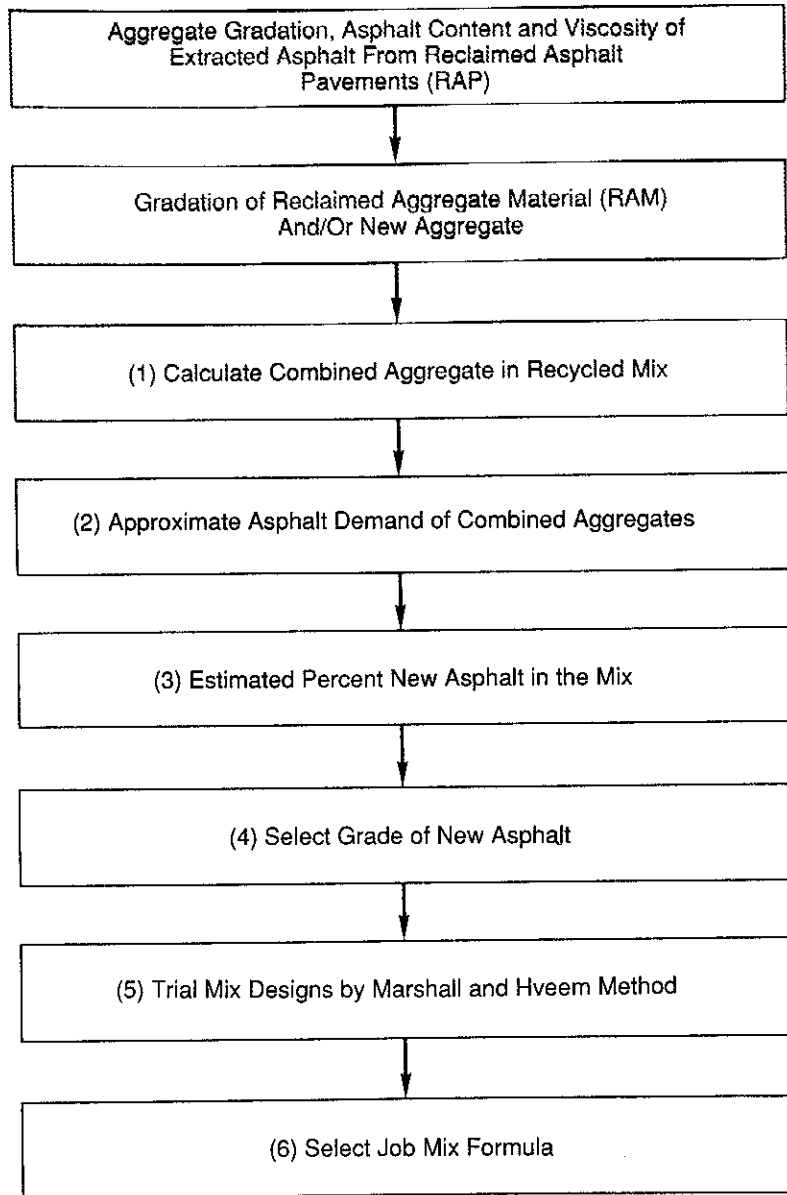 Aggregate Gradation, Asphalt Content and Viscosity of
Extracted Asphalt From Reclaimed Asphalt
Pavements (RAP)
Gradation of Reclaimed Aggregate Material (RAM)
And/Or New Aggregate
(1) Calculate Combined Aggregate in Recycled Mix
(2) Approximate Asphalt Demand of Combined Aggregates
(3) Estimated Percent New Asphalt in the Mix
(4) Select Grade of New Asphalt
(5) Trial Mix Designs by Marshall and Hveem Method
(6) Select Job Mix Formula